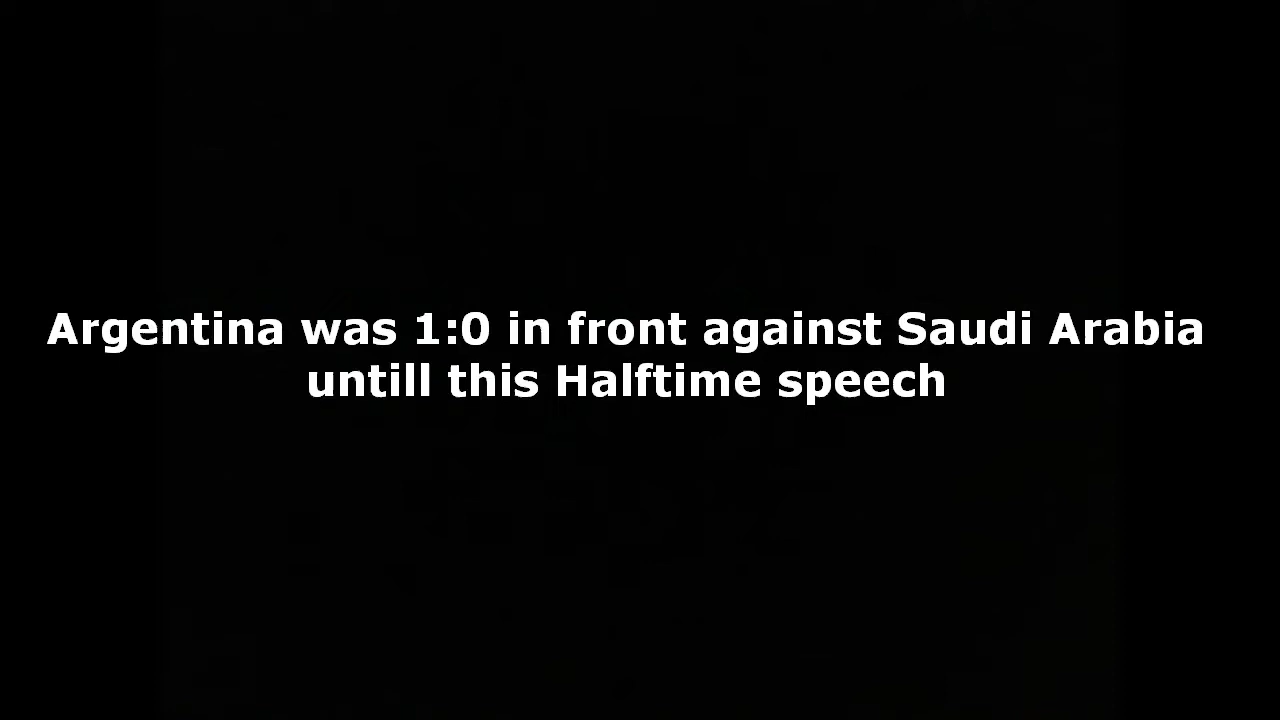 Argentina was 1:0 in front against Saudi Arabia
untill this Halftime speech